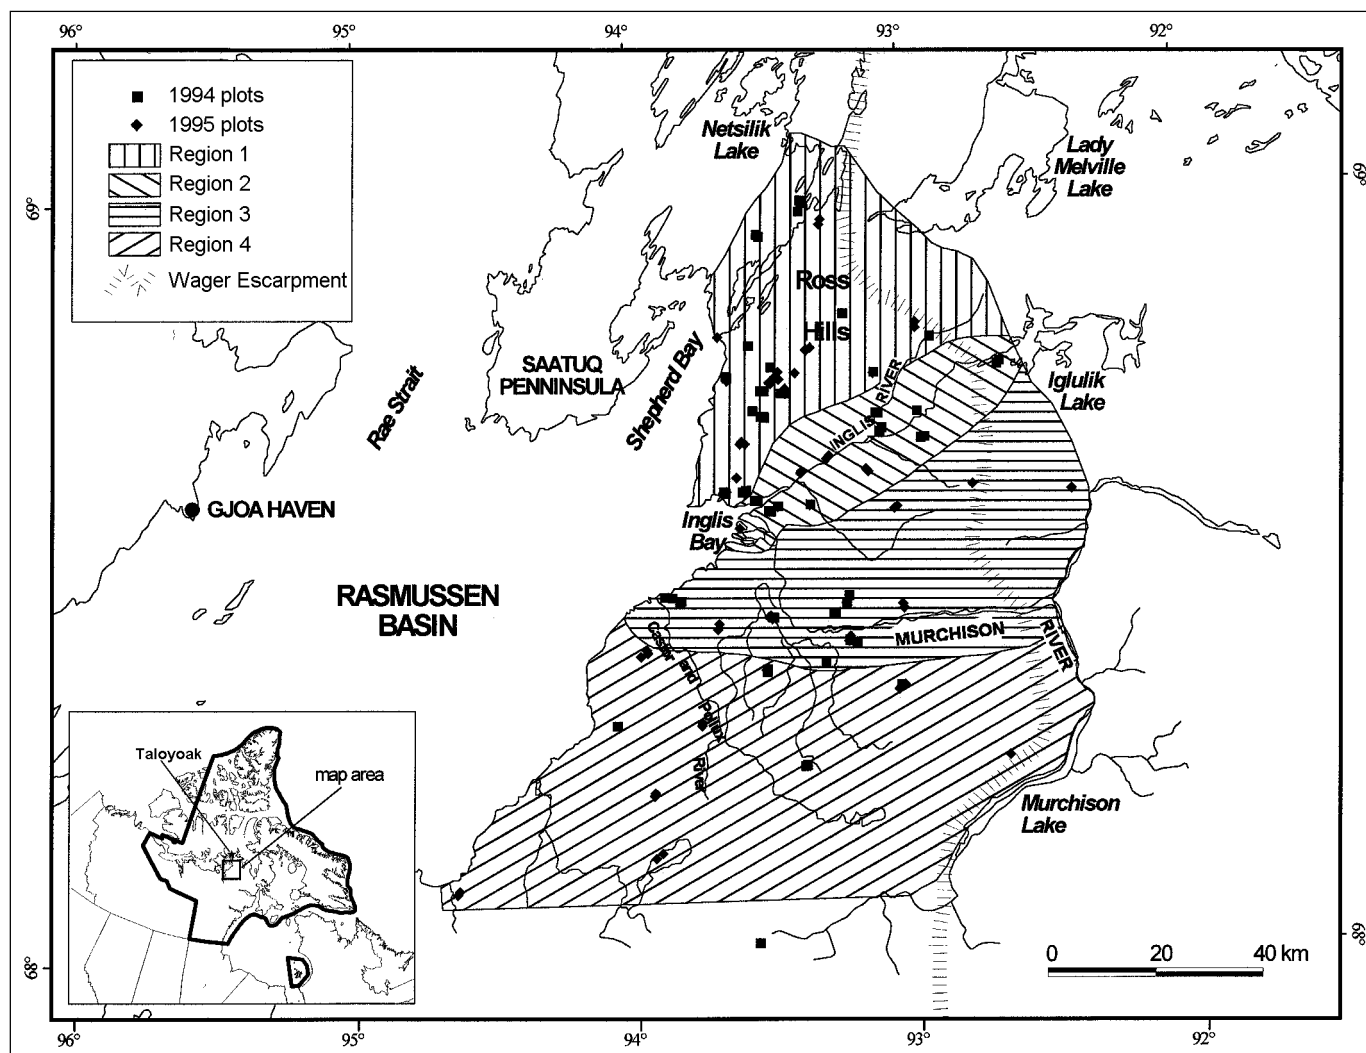 96°
95°
94°
93°
92°
1994 plots
1995 plots
Region 1
Region 2
Region 3
Region 4
Wager Escarpment
Netsilik
Lake
Lady
Melville
Lake
69°
69°
Ross
Hills
SAATUQ
PENNINSULA
Shepherd Bay
Rae Strait
INGLIS
RIVER
Iglulik
Lake
GJOA HAVEN
Inglis
Bay
RASMUSSEN
BASIN
MURCHISON
RIVER
Castor and
Pollux
River
Murchison
Lake
Taloyoak
map area
0
20
40 km
68°
68°
96°
95°
94°
93°
92°